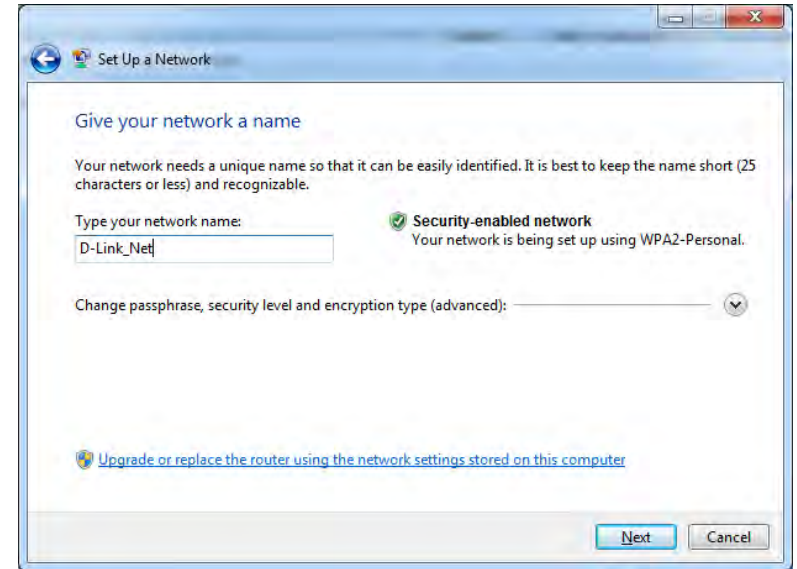 Set Up a Network
Give your network a name
Your network needs a unique name so that it can be easily identified. It is best to keep the name short (25
characters or less) and recognizable.
Type your network name:
Security-enabled network
D-Link_Net
Your network is being set up using WPA2-Personal.
Change passphrase, security level and encryption type (advanced):
Upgrade or replace the router using the network settings stored on this computer
Next
Cancel